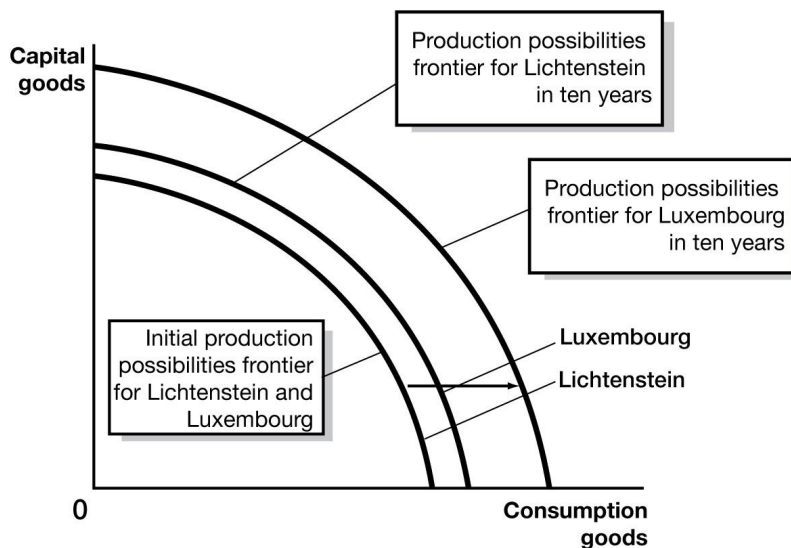 Capital
goods
Production possibilities
frontier for Lichtenstein
in ten years
Production possibilities
frontier for Luxembourg
in ten years
Initial production
possibilities frontier
for Lichtenstein and
Luxembourg
Luxembourg
Lichtenstein
0
Consumption
goods